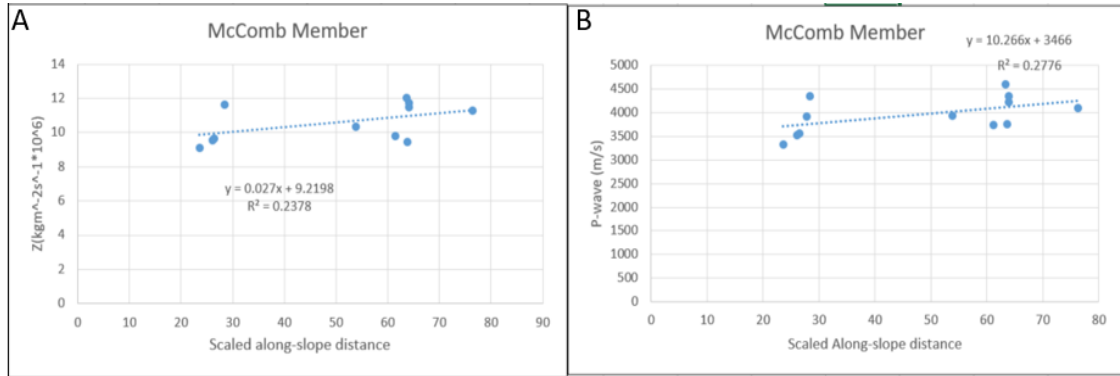 A
McComb Member
14
12
10
8
6
4
2
0
Z(kgm^-2s^-1*10^6)
y = 0.027x + 9.2198
R² = 0.2378
0 10 20 30 40 50 60 70 80 90
Scaled along-slope distance
B
McComb Member
y = 10.266x + 3466
R² = 0.2776
5000
4500
4000
3500
3000
2500
2000
1500
1000
500
0
P-wave (m/s)
0 10 20 30 40 50 60 70 80
Scaled Along-slope distance